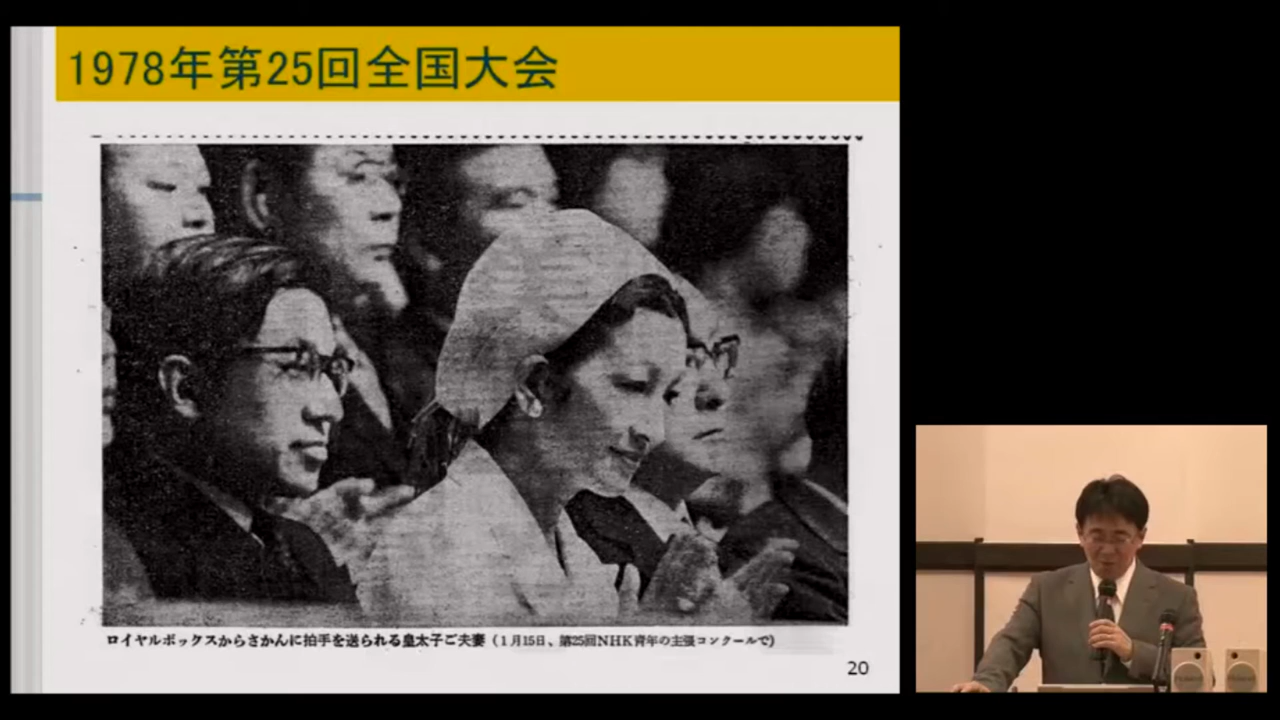 1978年第25回全国大会
ロイヤルボックスからさかんに拍手を送られる皇太子ご夫妻(1月15日、第25回NHK青年の主張コンクールで)
20